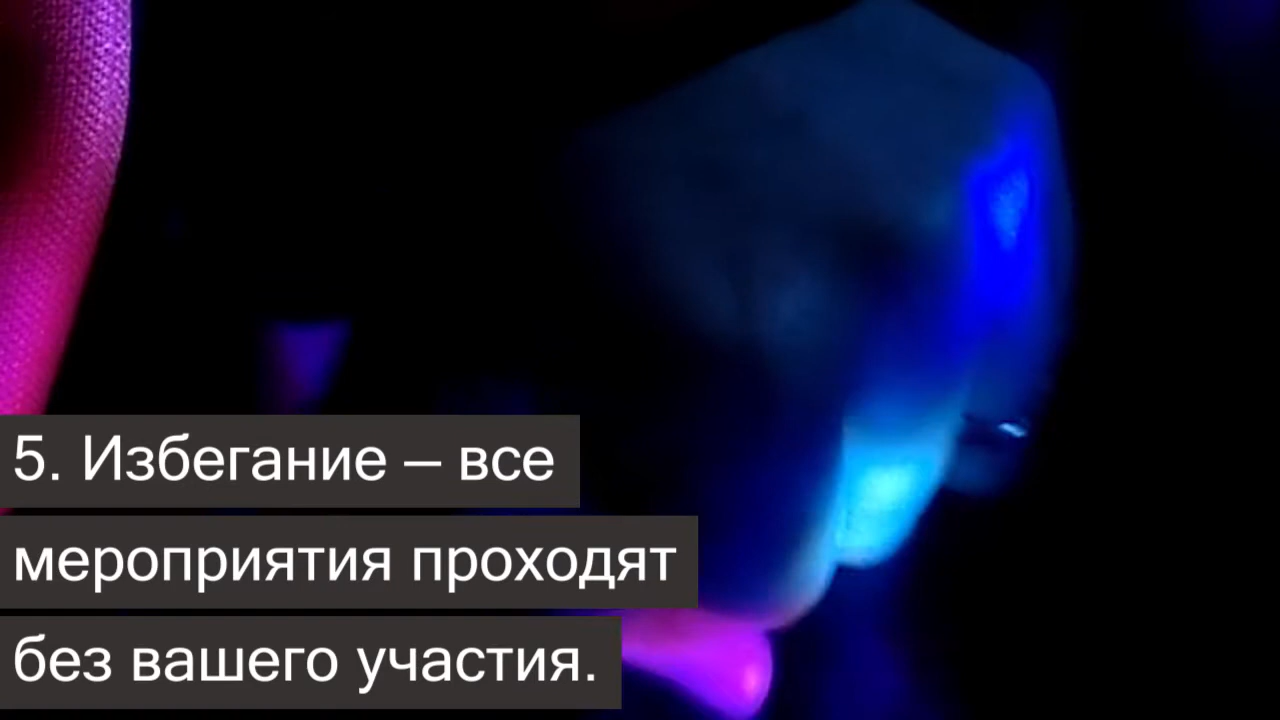 5. Избегание – все
мероприятия проходят
без вашего участия.